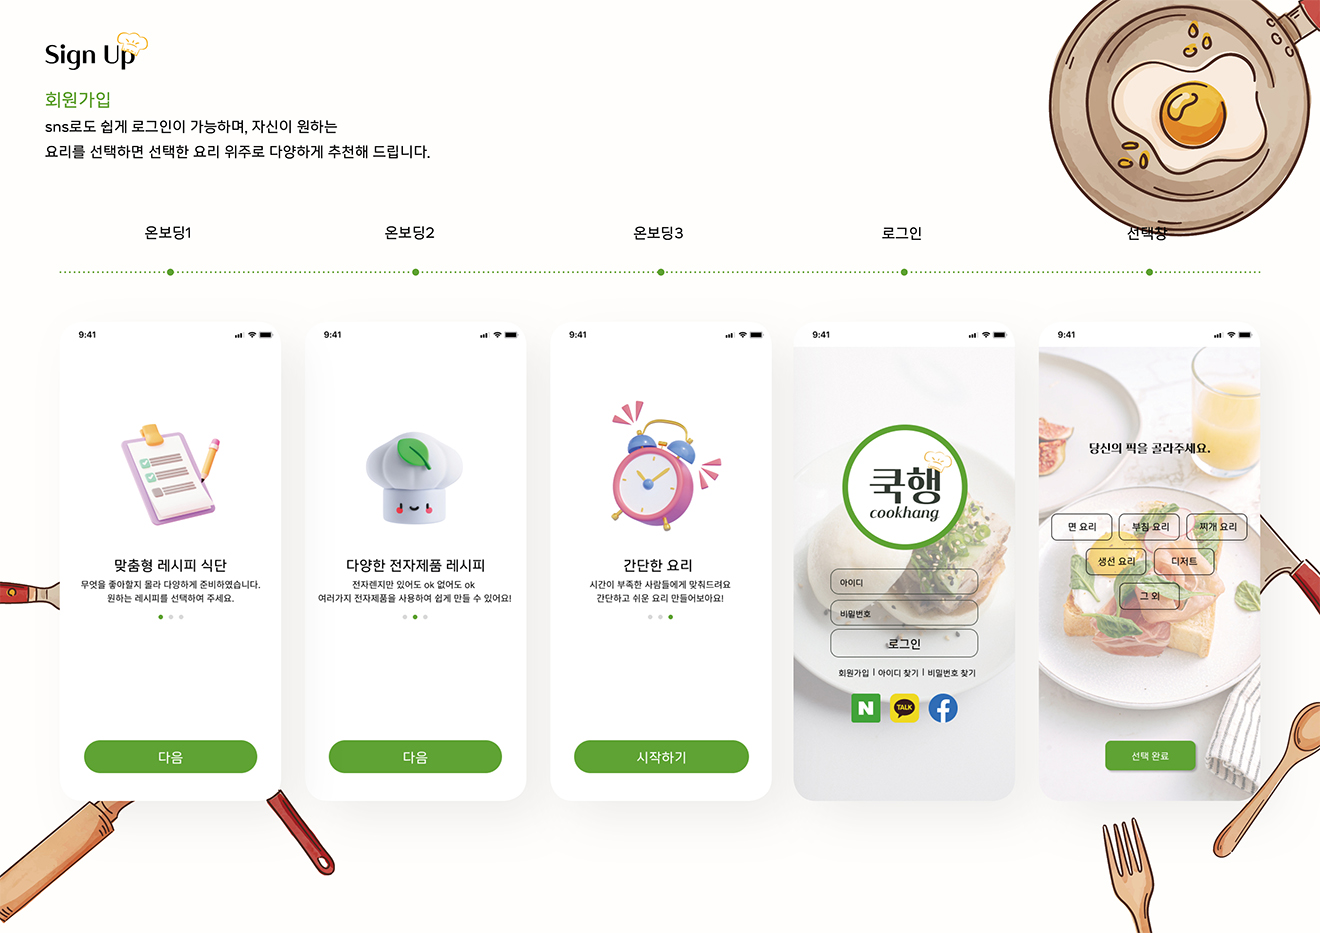 Sign Up
회원가입
sns로도 쉽게 로그인이 가능하며, 자신이 원하는
요리를 선택하면 선택한 요리 위주로 다양하게 추천해 드립니다.
온보딩1
온보딩2
온보딩3
로그인
선택창
9:41
맞춤형 레시피 식단
무엇을 좋아할지 몰라 다양하게 준비하였습니다.
원하는 레시피를 선택하여 주세요.
다음
9:41
다양한 전자제품 레시피
전자렌지만 있어도 ok 없어도 ok
여러가지 전자제품을 사용하여 쉽게 만들 수 있어요!
다음
9:41
간단한 요리
시간이 부족한 사람들에게 맞춰드려요
간단하고 쉬운 요리 만들어보아요!
시작하기
9:41
쿡행
cookhang
아이디
비밀번호
로그인
회원가입 | 아이디 찾기 | 비밀번호 찾기
N
TALK
f
9:41
당신의 픽을 골라주세요.
면 요리
부침 요리
찌개 요리
생선 요리
디저트
그 외
선택 완료